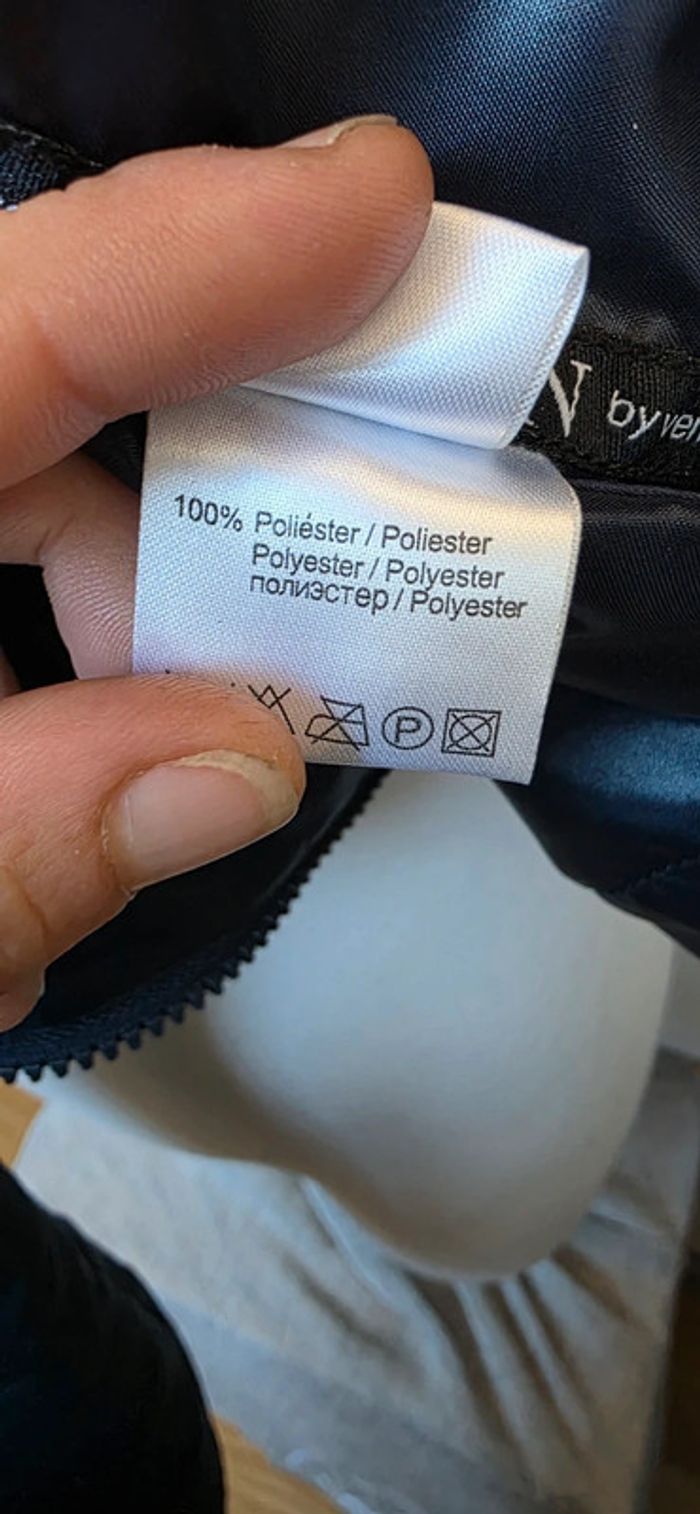 N by
100% Poliéster / Poliester
Polyester / Polyester
полиэстер / Polyester
P